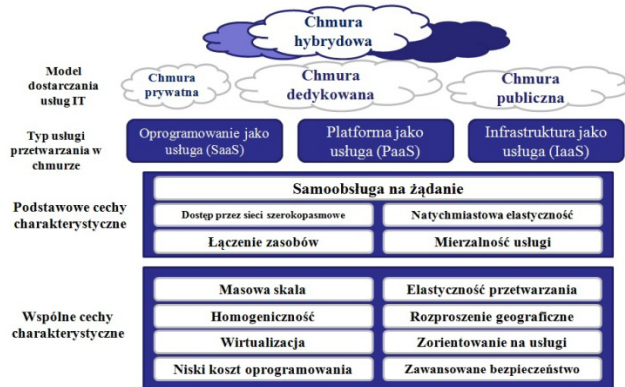 Chmura
hybrydowa
Model
dostarczania
usług IT
Chmura
prywatna
Chmura
dedykowana
Chmura
publiczna
Typ usługi
przetwarzania w
chmurze
Oprogramowanie jako
usługa (SaaS)
Platforma jako
usługa (PaaS)
Infrastruktura jako
usługa (IaaS)
Podstawowe cechy
charakterystyczne
Samoobsługa na żądanie
Dostęp przez sieci szerokopasmowe
Natychmiastowa elastyczność
Łączenie zasobów
Mierzalność usługi
Wspólne cechy
charakterystyczne
Masowa skala
Elastyczność przetwarzania
Homogeniczność
Rozproszenie geograficzne
Wirtualizacja
Zorientowanie na usługi
Niski koszt oprogramowania
Zawansowane bezpieczeństwo